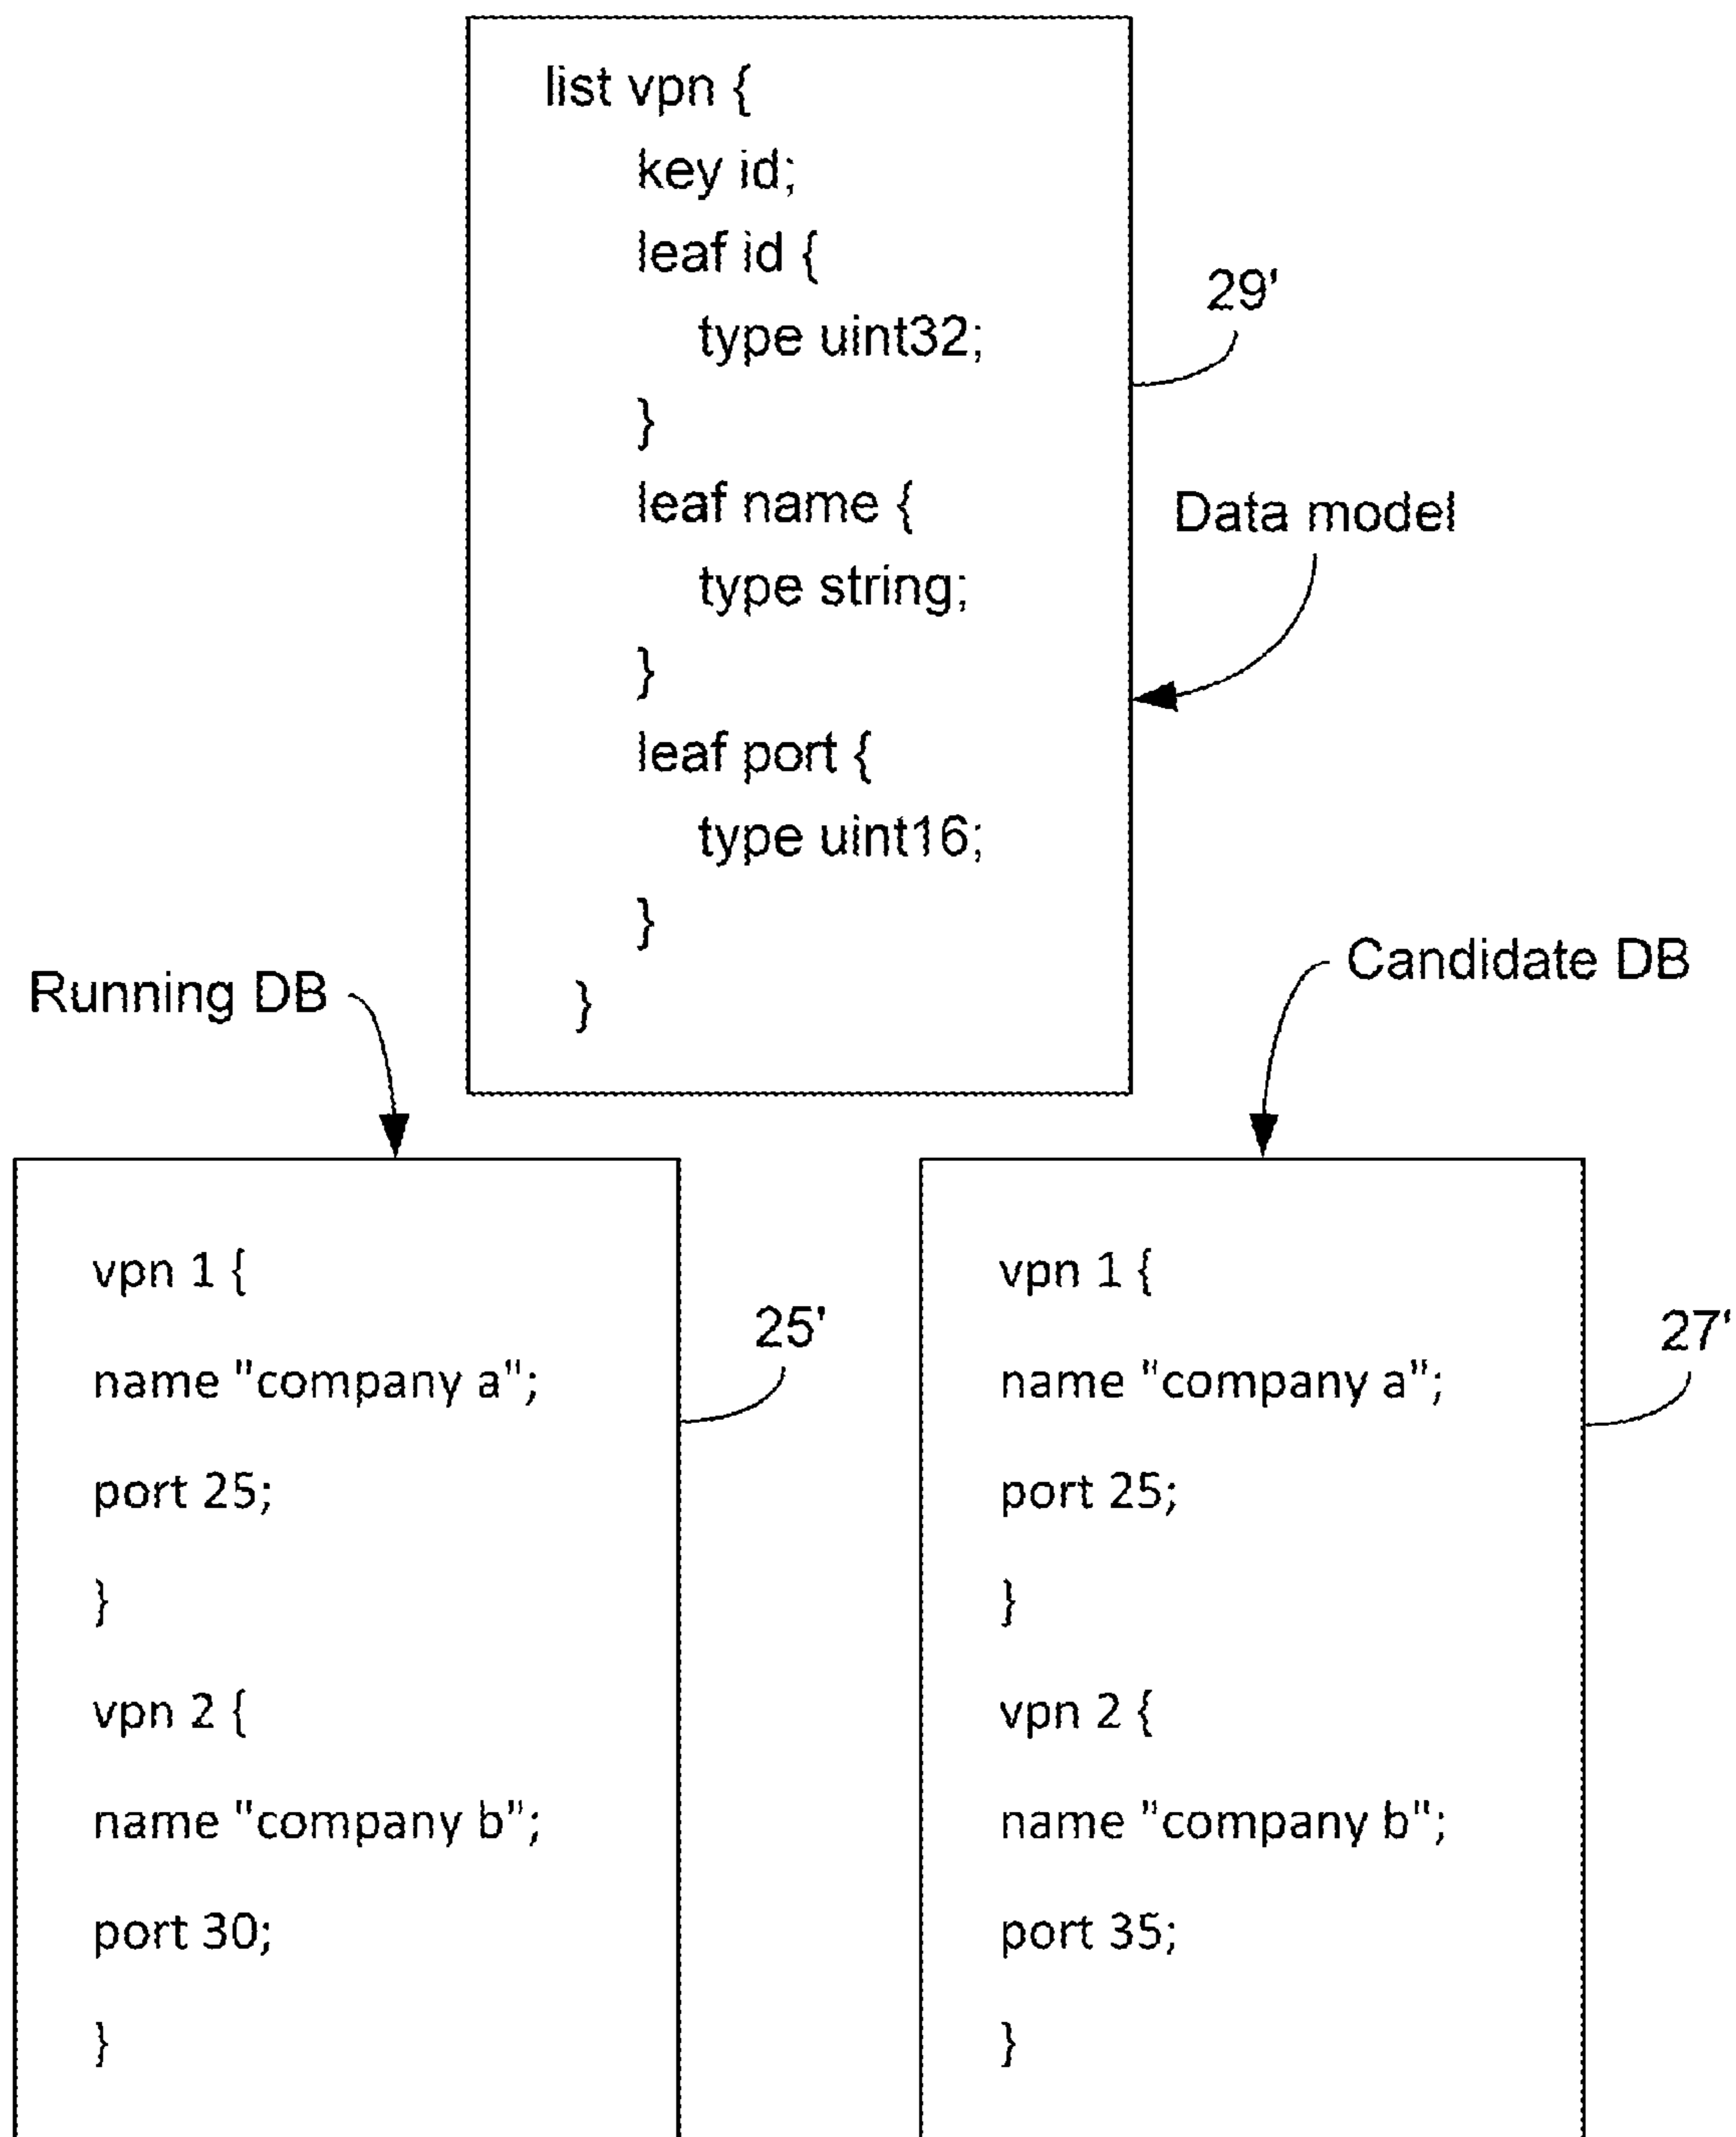 list vpn {
key id;
leaf id {
type uint32;
}
leaf name {
type string;
}
leaf port {
type uint16;
}
}
29'
Data model
Running DB
Candidate DB
vpn 1 {
name "company a";
port 25;
}
vpn 2 {
name "company b";
port 30;
}
25'
vpn 1 {
name "company a";
port 25;
}
vpn 2 {
name "company b";
port 35;
}
27'